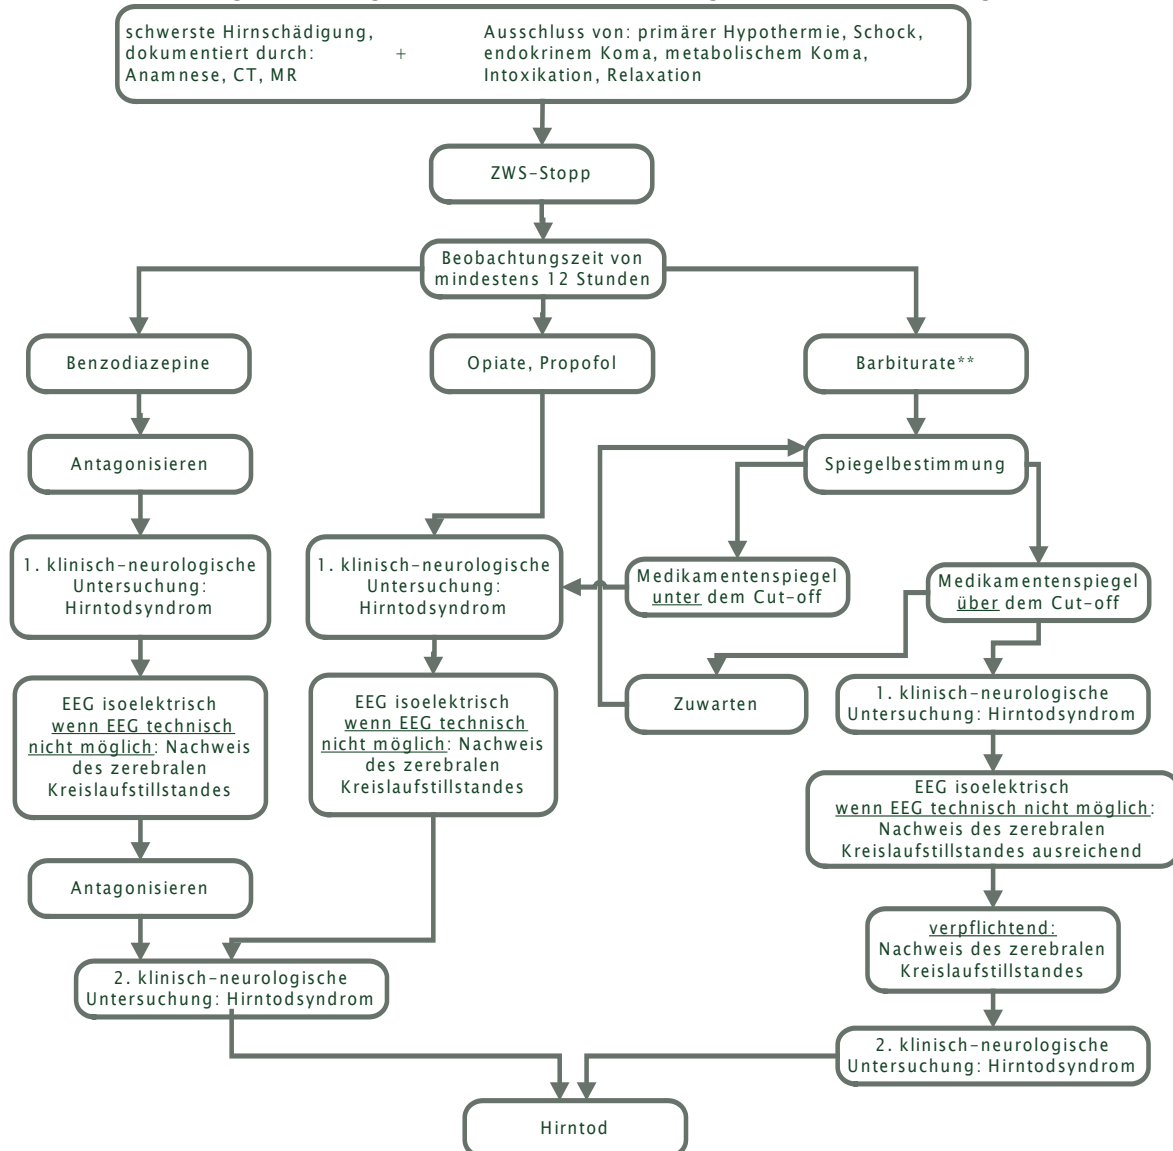 schwerste Hirnschädigung,
dokumentiert durch:
Anamnese, CT, MR
+
Ausschluss von: primärer Hypothermie, Schock,
endokrinem Koma, metabolischem Koma,
Intoxikation, Relaxation
ZWS-Stopp
Beobachtungszeit von
mindestens 12 Stunden
Benzodiazepine
Opiate, Propofol
Barbiturate**
Antagonisieren
Spiegelbestimmung
1. klinisch-neurologische
Untersuchung:
Hirntodsyndrom
1. klinisch-neurologische
Untersuchung:
Hirntodsyndrom
Medikamentenspiegel
unter dem Cut-off
Medikamentenspiegel
über dem Cut-off
EEG isoelektrisch
wenn EEG technisch
nicht möglich: Nachweis
des zerebralen
Kreislaufstillstandes
EEG isoelektrisch
wenn EEG technisch
nicht möglich: Nachweis
des zerebralen
Kreislaufstillstandes
Zuwarten
1. klinisch-neurologische
Untersuchung: Hirntodsyndrom
EEG isoelektrisch
wenn EEG technisch nicht möglich:
Nachweis des zerebralen
Kreislaufstillstandes ausreichend
Antagonisieren
verpflichtend:
Nachweis des zerebralen
Kreislaufstillstandes
2. klinisch-neurologische
Untersuchung: Hirntodsyndrom
2. klinisch-neurologische
Untersuchung: Hirntodsyndrom
Hirntod